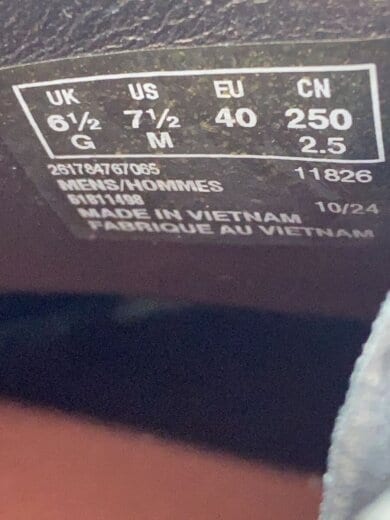 UK US EU CN
6½ 7½ 40 250
G M 2.5
261784767065 11826
MENS/HOMMES
61611498 10/24
MADE IN VIETNAM
FABRIQUE AU VIETNAM